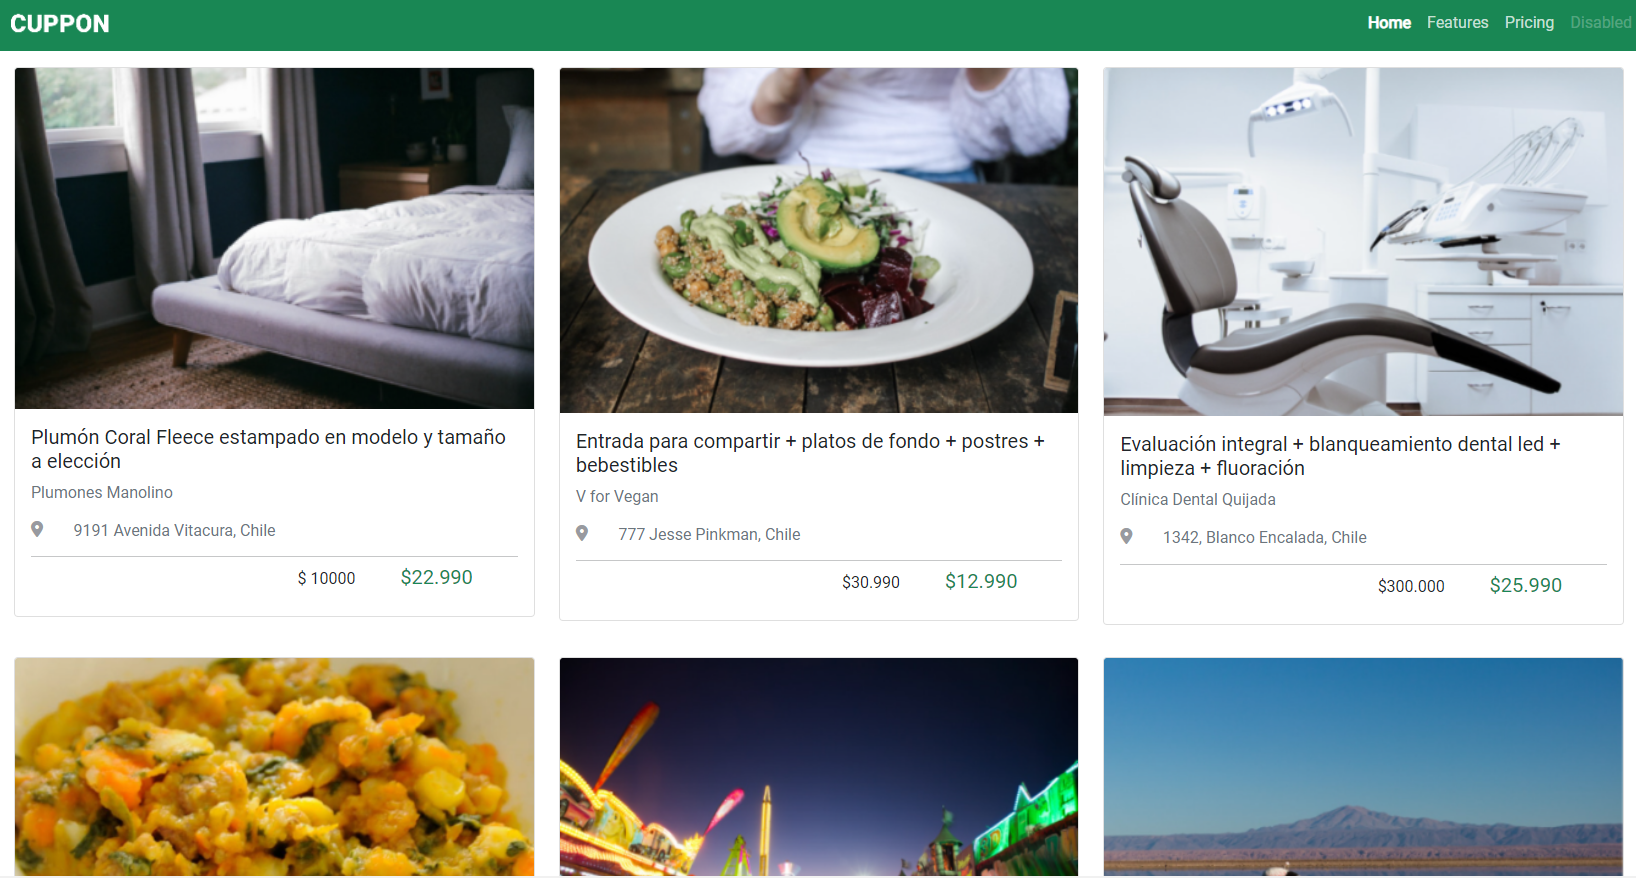 CUPPON
Home Features Pricing Disabled
Plumón Coral Fleece estampado en modelo y tamaño
a elección
Plumones Manolino
9191 Avenida Vitacura, Chile
$ 10000 $22.990
Entrada para compartir + platos de fondo + postres +
bebestibles
V for Vegan
777 Jesse Pinkman, Chile
$30.990 $12.990
Evaluación integral + blanqueamiento dental led +
limpieza + fluoración
Clínica Dental Quijada
1342, Blanco Encalada, Chile
$300.000 $25.990